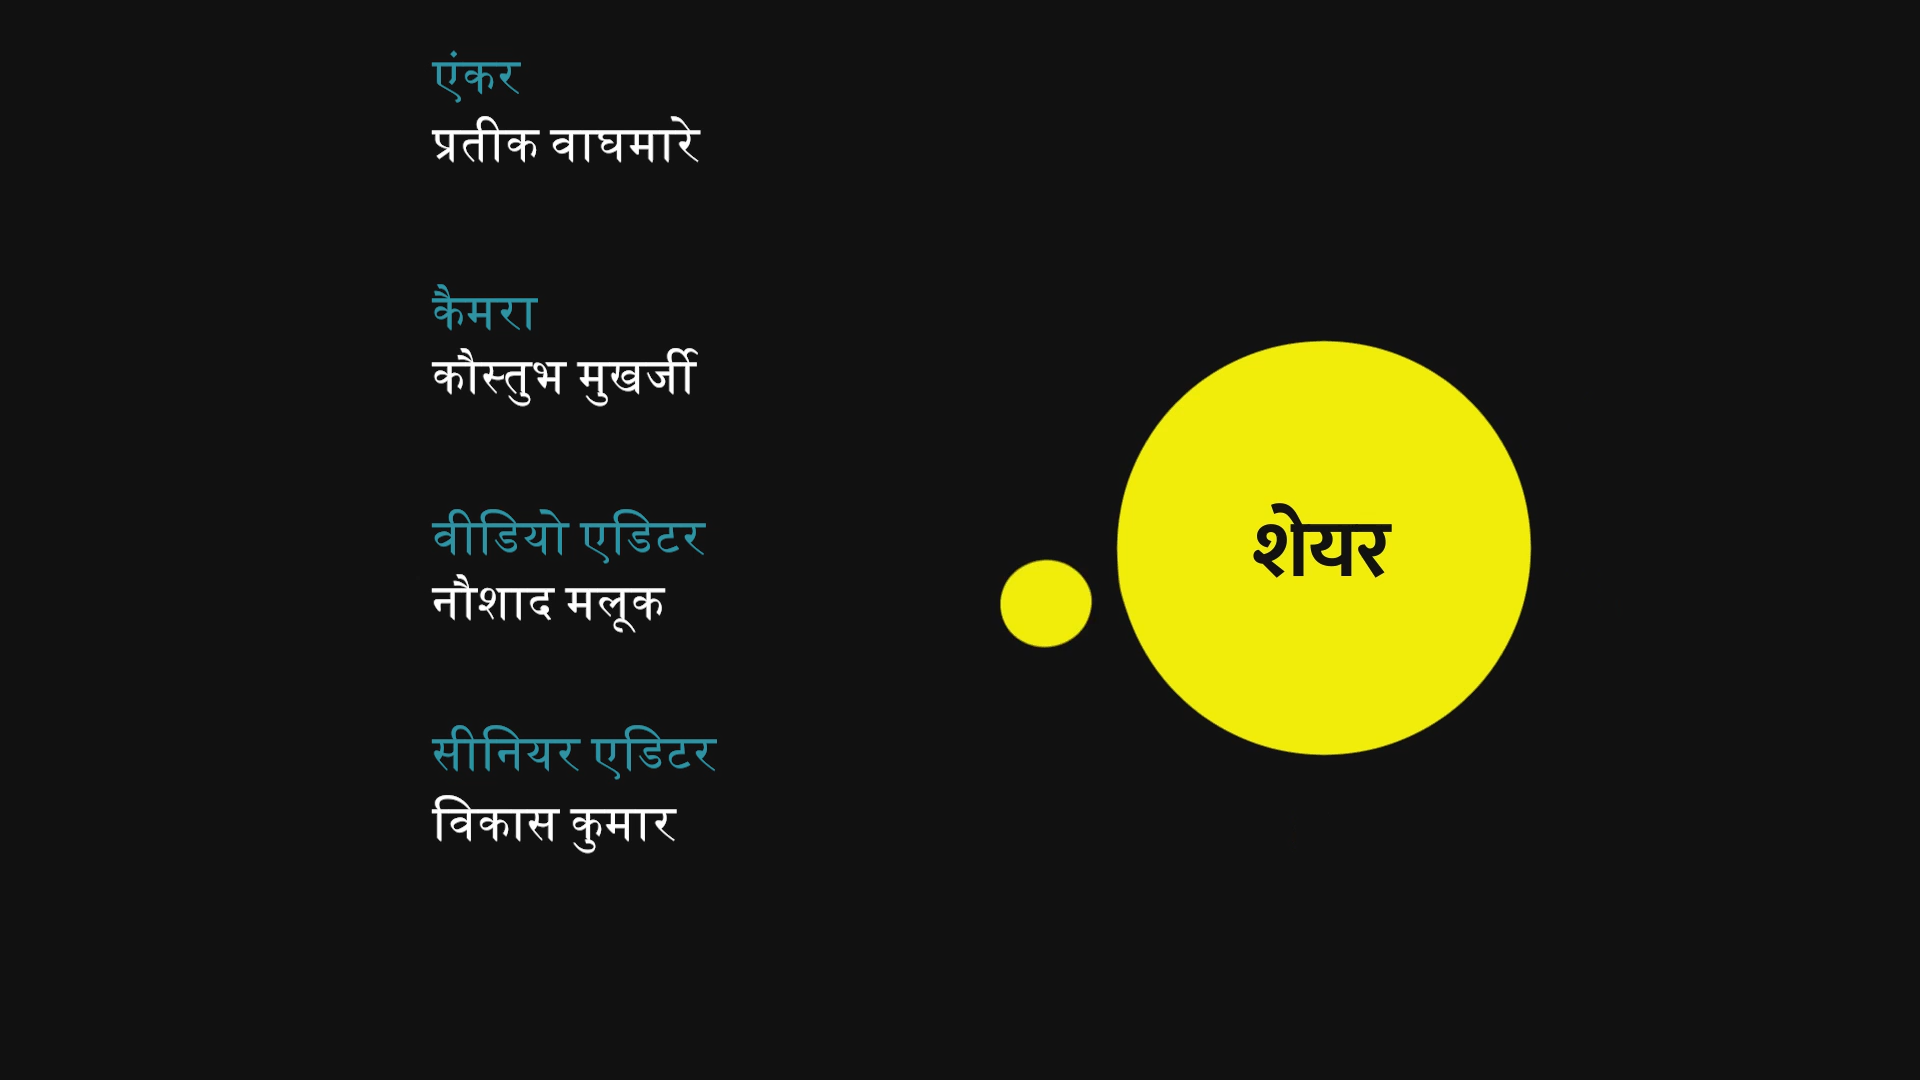 एंकर
प्रतीक वाघमारे
कैमरा
कौस्तुभ मुखर्जी
वीडियो एडिटर
नौशाद मलूक
सीनियर एडिटर
विकास कुमार
शेयर